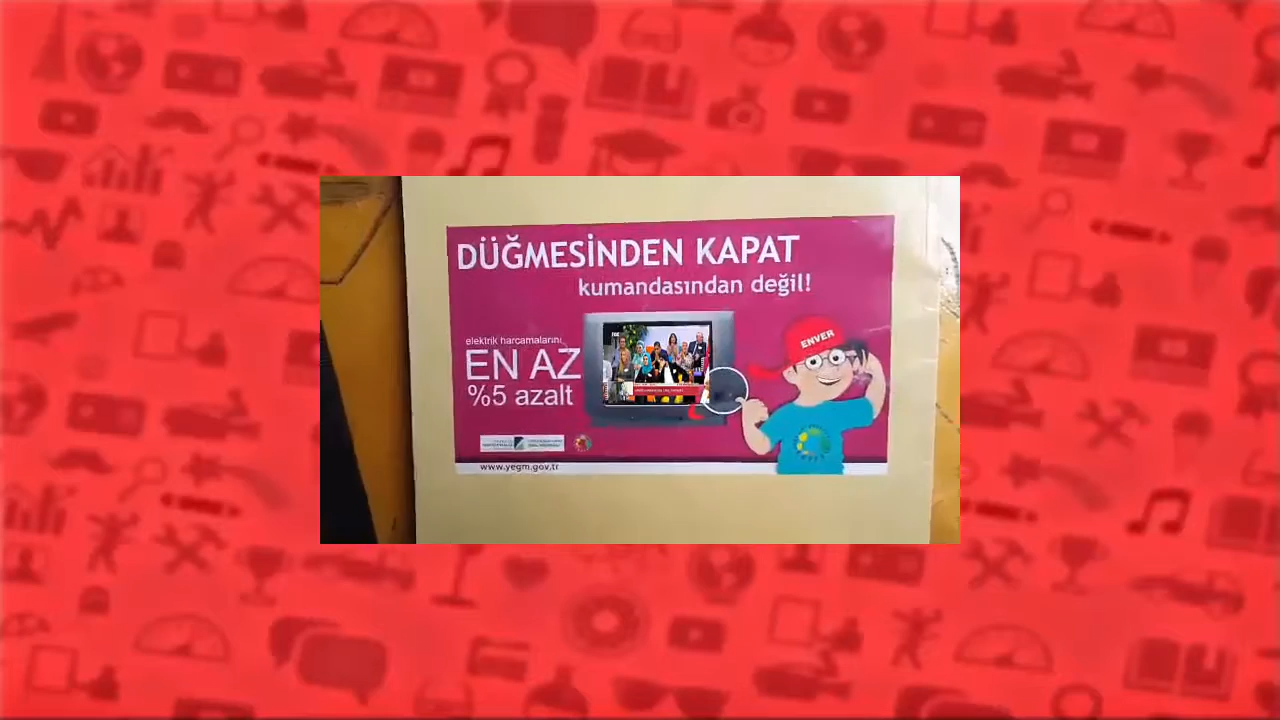 DÜĞMESİNDEN KAPAT
kumandasından değil!
elektrik harcamalarını
EN AZ
%5 azalt
ENVER
www.yegm.gov.tr